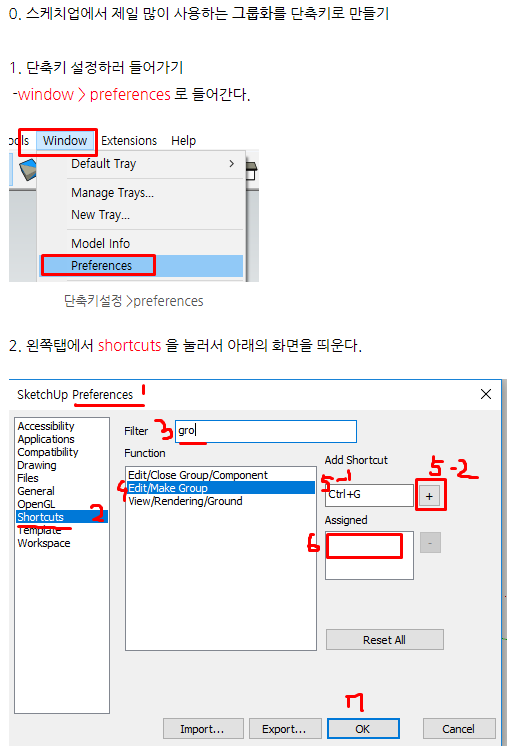 0. 스케치업에서 제일 많이 사용하는 그룹화를 단축키로 만들기
1. 단축키 설정하러 들어가기
-window > preferences 로 들어간다.
ols Window Extensions Help
Default Tray >
Manage Trays...
New Tray...
Model Info
Preferences
단축키설정 >preferences
2. 왼쪽탭에서 shortcuts 을 눌러서 아래의 화면을 띄운다.
SketchUp Preferences 1
Accessibility
Applications
Compatibility
Drawing
Files
General
OpenGL
Shortcuts 2
Template
Workspace
3 Filter gro
Function
Edit/Close Group/Component
4 Edit/Make Group
View/Rendering/Ground
Add Shortcut
5-1 Ctrl+G + 5-2
Assigned
6 -
Reset All
7
Import... Export... OK Cancel